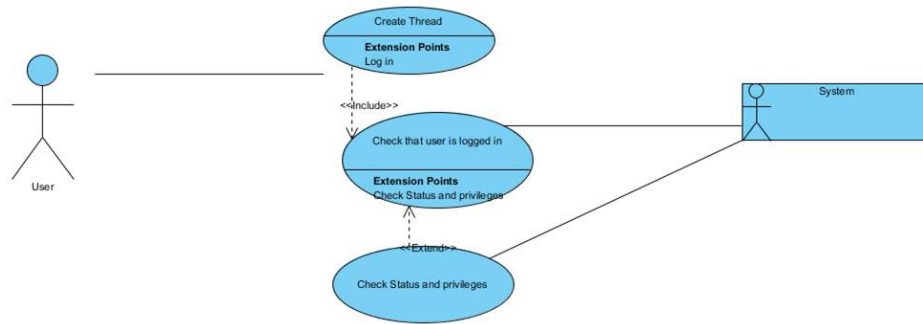 Create Thread
Extension Points
Log in
<<Include>>
System
Check that user is logged in
Extension Points
Check Status and privileges
User
<<Extend>>
Check Status and privileges